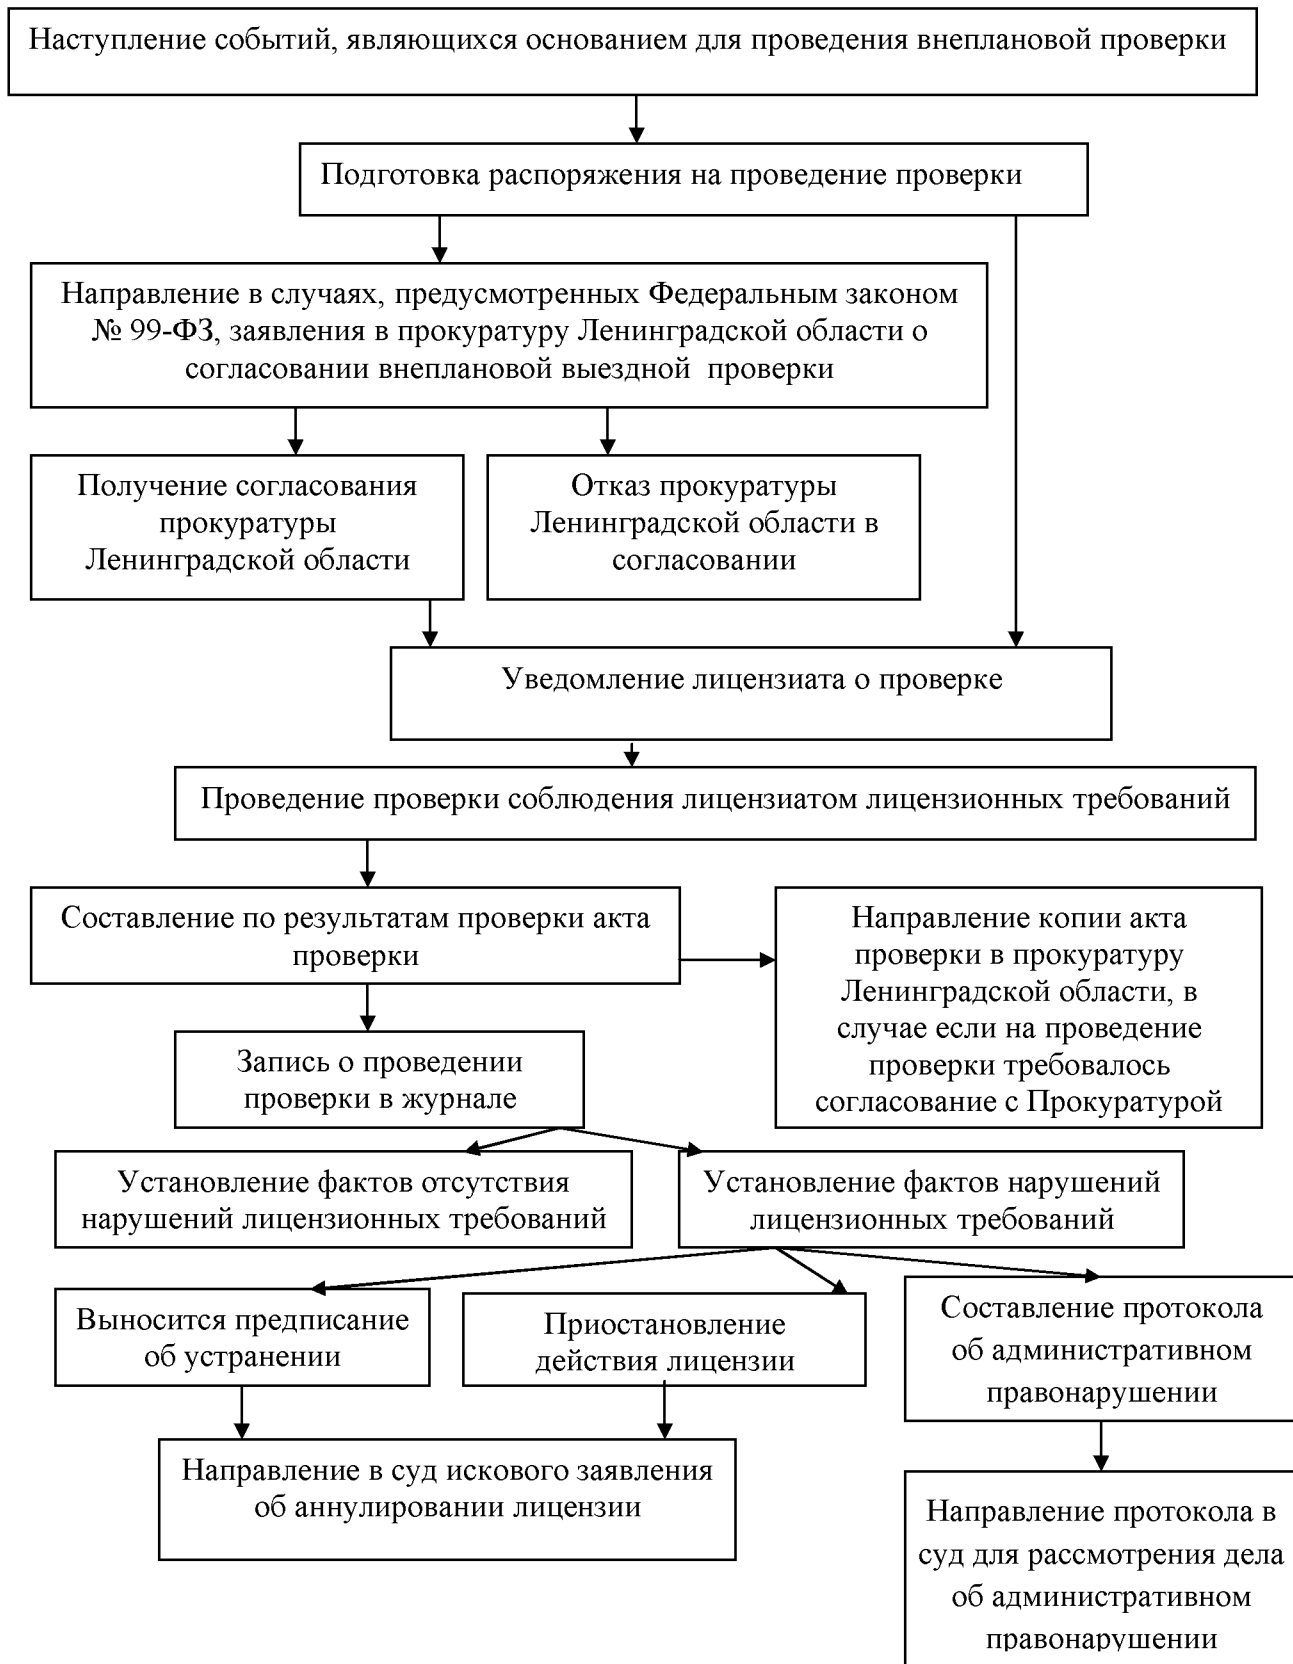 Наступление событий, являющихся основанием для проведения внеплановой проверки
Подготовка распоряжения на проведение проверки
Направление в случаях, предусмотренных Федеральным законом
№ 99-ФЗ, заявления в прокуратуру Ленинградской области о
согласовании внеплановой выездной проверки
Получение согласования
прокуратуры
Ленинградской области
Отказ прокуратуры
Ленинградской области в
согласовании
Уведомление лицензиата о проверке
Проведение проверки соблюдения лицензиатом лицензионных требований
Составление по результатам проверки акта
проверки
Направление копии акта
проверки в прокуратуру
Ленинградской области, в
случае если на проведение
проверки требовалось
согласование с Прокуратурой
Запись о проведении
проверки в журнале
Установление фактов отсутствия
нарушений лицензионных требований
Установление фактов нарушений
лицензионных требований
Выносится предписание
об устранении
Приостановление
действия лицензии
Составление протокола
об административном
правонарушении
Направление в суд искового заявления
об аннулировании лицензии
Направление протокола в
суд для рассмотрения дела
об административном
правонарушении